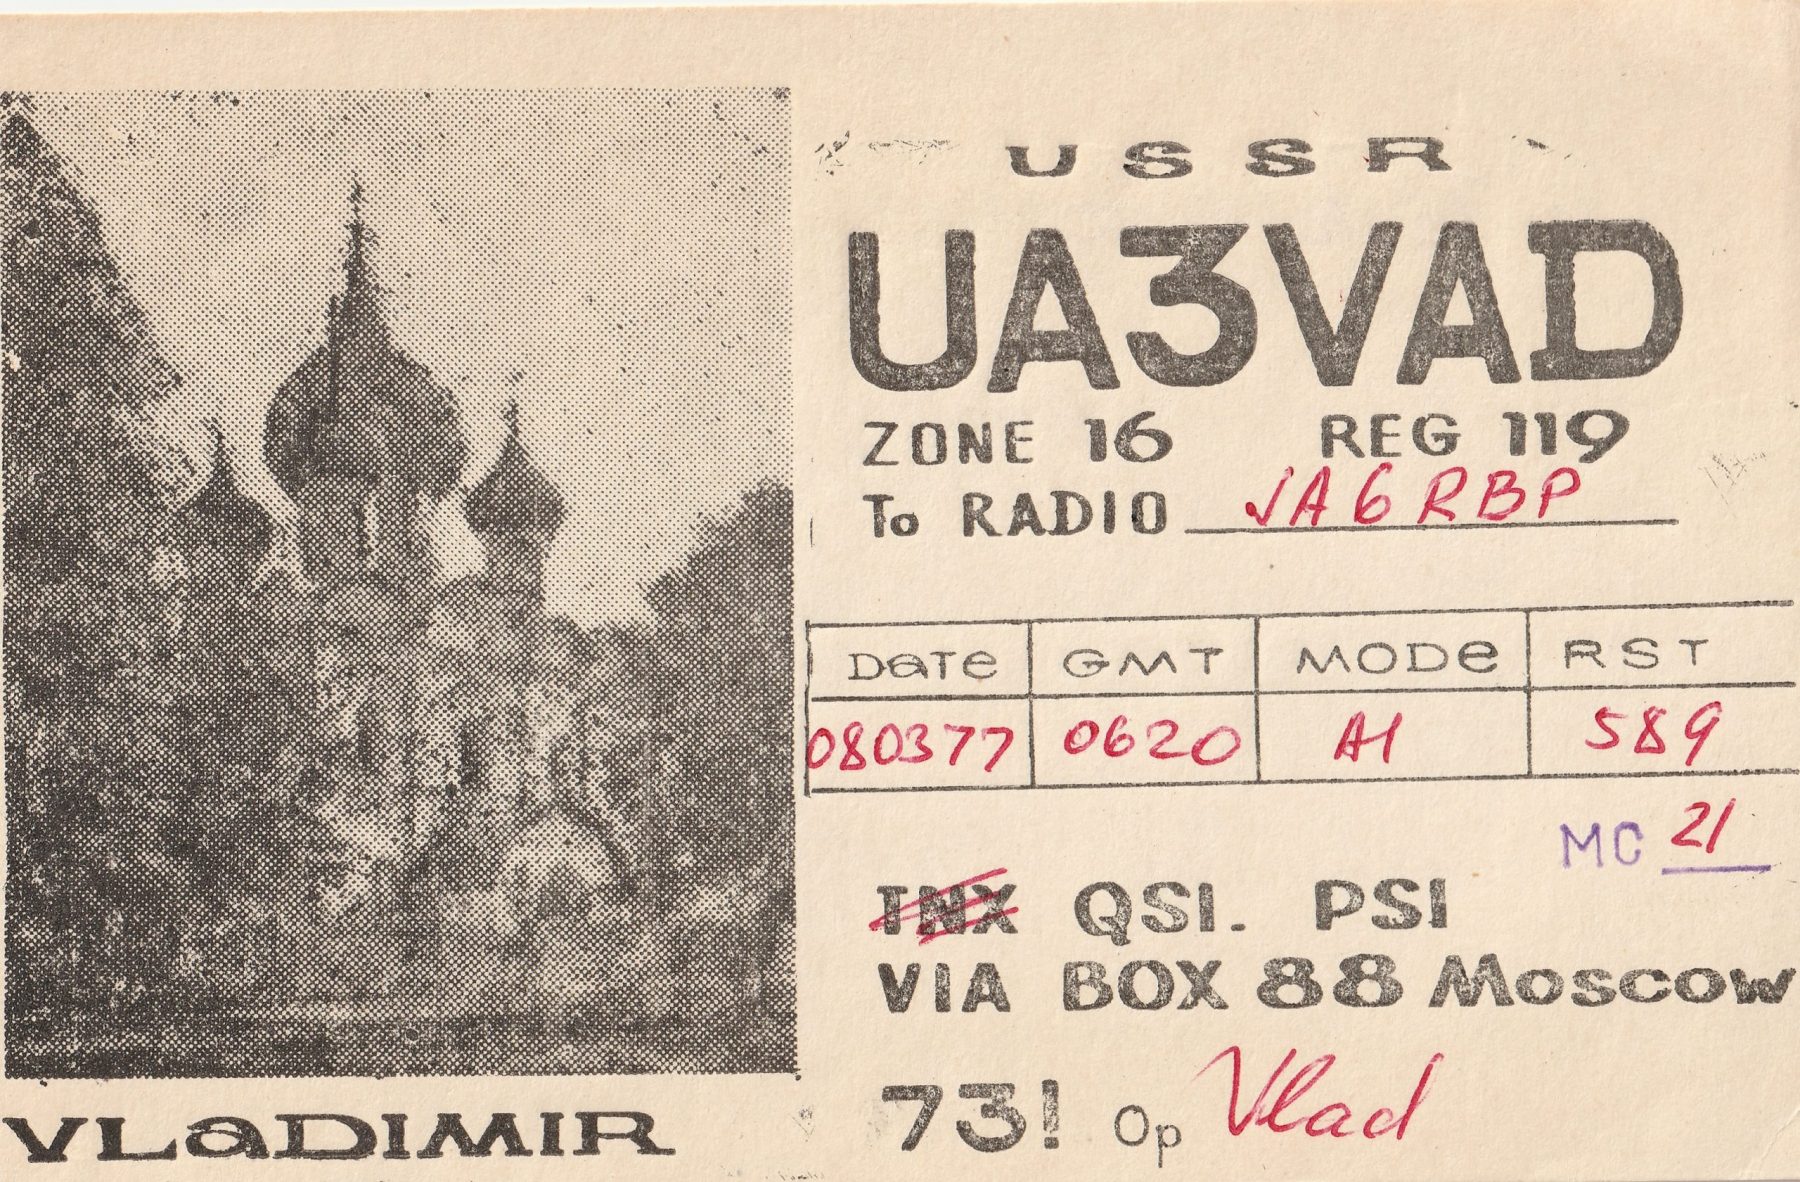 USSR
UA3VAD
ZONE 16 REG 119
To RADIO JA6RBP
DATE GMT MODE RST
080377 0620 A1 589
MC 21
TNX QSL. PSL
VIA BOX 88 Moscow
73! Op Vlad
VLADIMIR